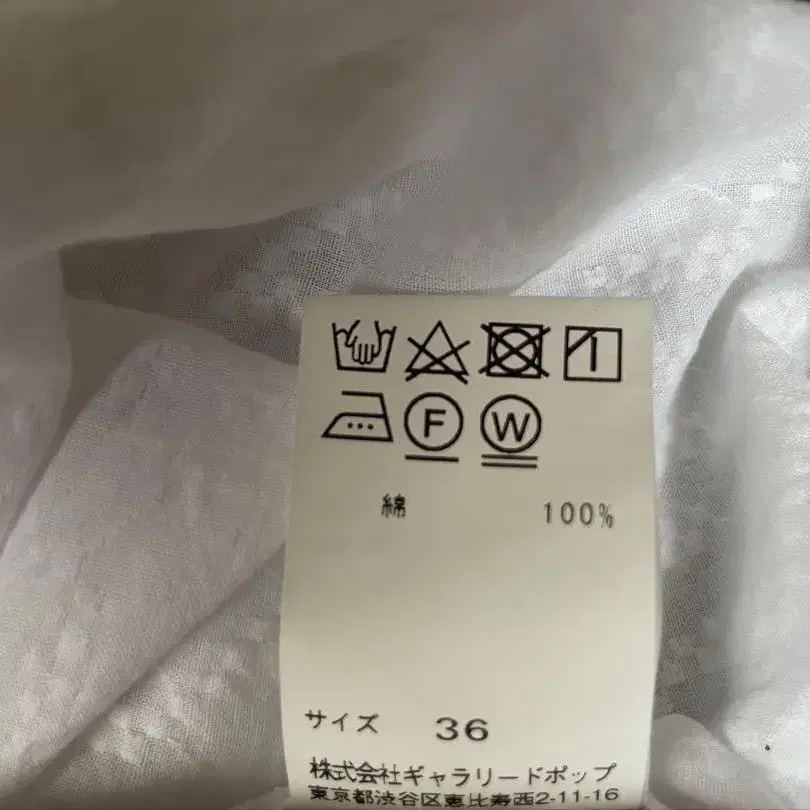 F W
綿 100%
サイズ 36
株式会社ギャラリードポップ
東京都渋谷区恵比寿西2-11-16